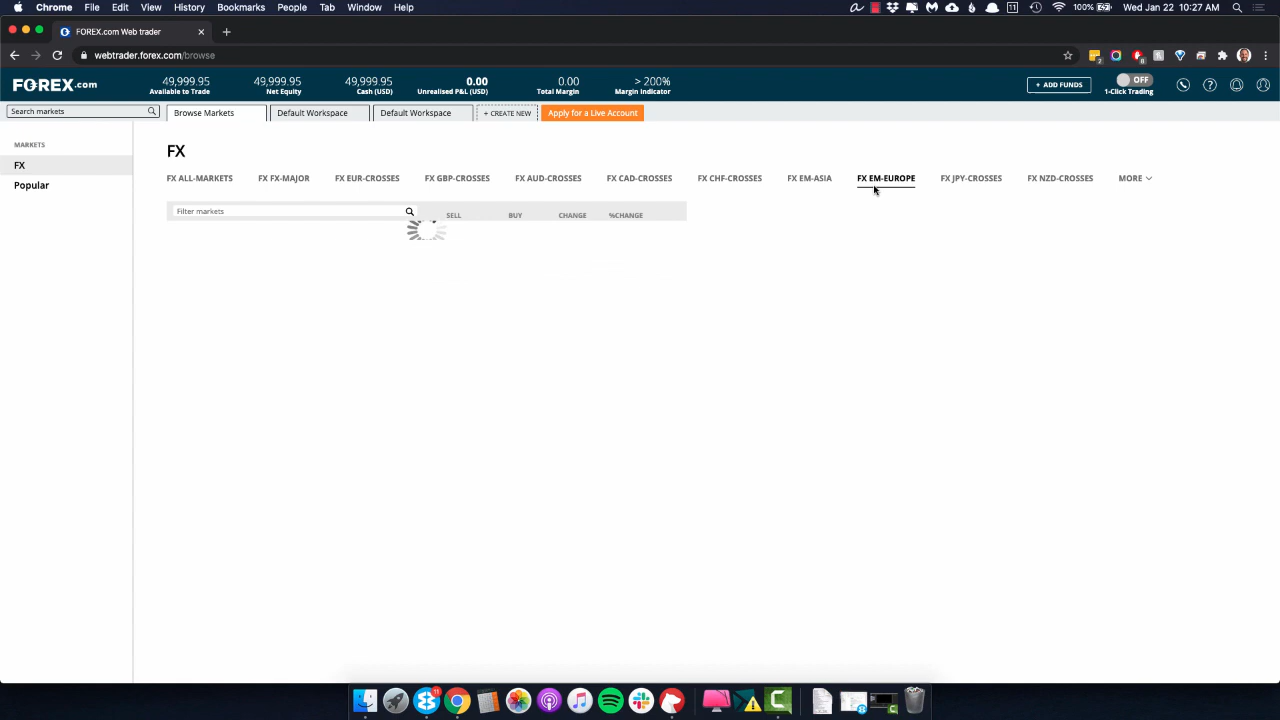 Chrome File Edit View History Bookmarks People Tab Window Help 11 100% Wed Jan 22 10:27 AM
FOREX.com Web trader
webtrader.forex.com/browse
FOREX.com
49,999.95 49,999.95 49,999.95 0.00 0.00 > 200%
Available to Trade Net Equity Cash (USD) Unrealised P&L (USD) Total Margin Margin Indicator
+ ADD FUNDS
OFF
1-Click Trading
Search markets
Browse Markets Default Workspace Default Workspace + CREATE NEW Apply for a Live Account
MARKETS
FX
Popular
FX
FX ALL-MARKETS FX FX-MAJOR FX EUR-CROSSES FX GBP-CROSSES FX AUD-CROSSES FX CAD-CROSSES FX CHF-CROSSES FX EM-ASIA FX EM-EUROPE FX JPY-CROSSES FX NZD-CROSSES MORE
Filter markets SELL BUY CHANGE %CHANGE
11